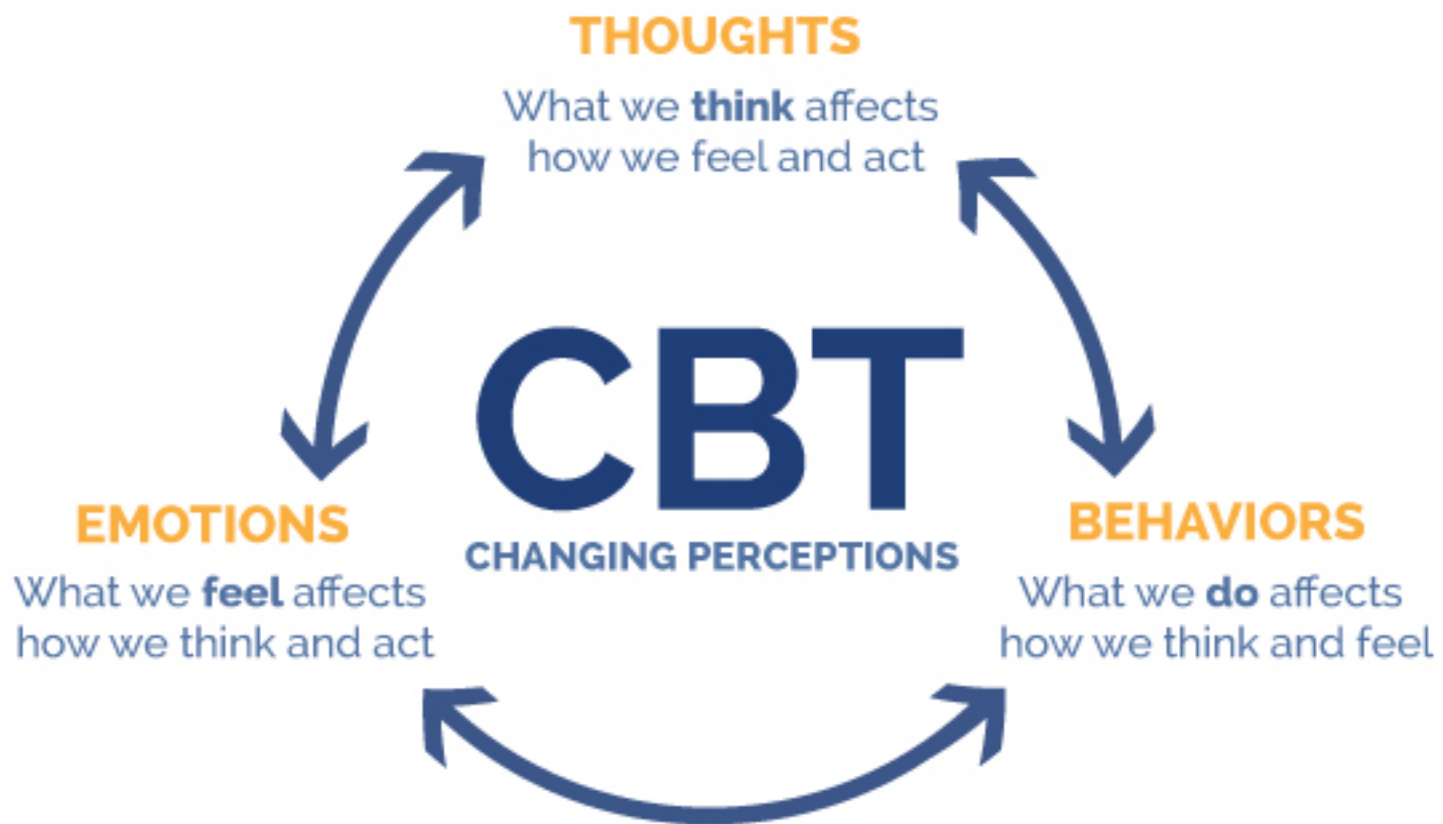 THOUGHTS
What we think affects
how we feel and act
CBT
CHANGING PERCEPTIONS
EMOTIONS
What we feel affects
how we think and act
BEHAVIORS
What we do affects
how we think and feel